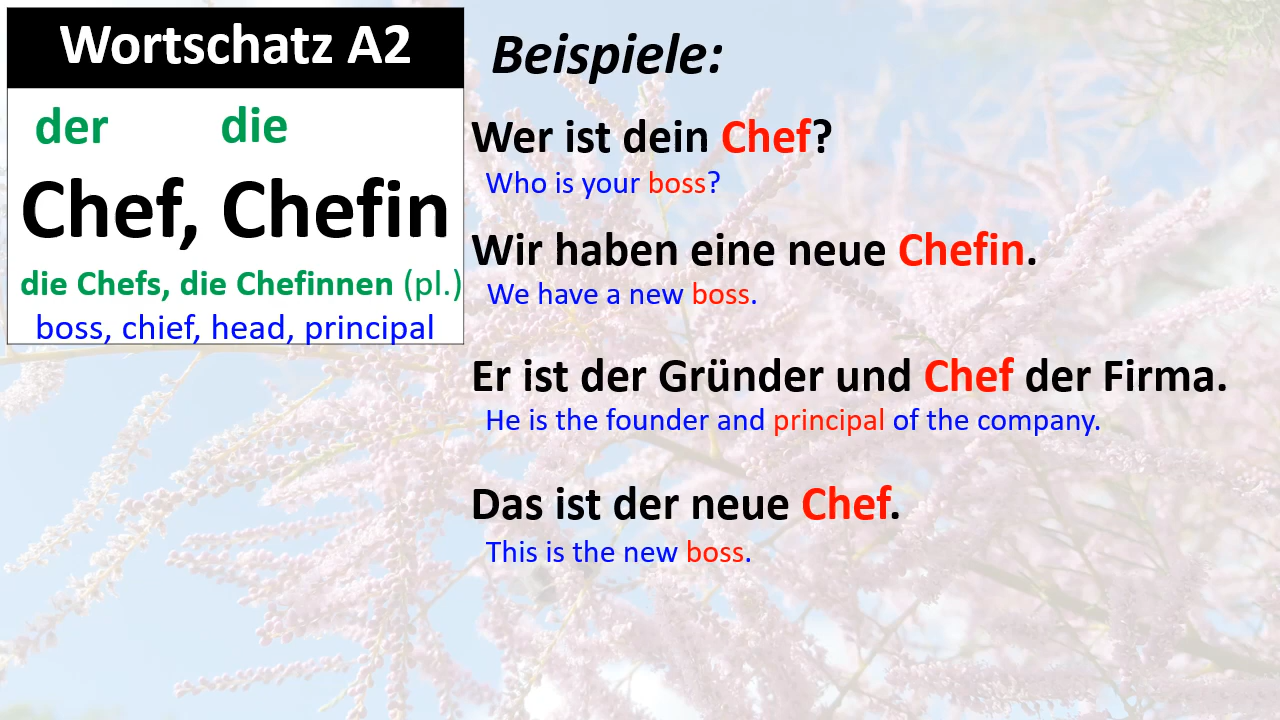 Wortschatz A2
der die
Chef, Chefin
die Chefs, die Chefinnen (pl.)
boss, chief, head, principal
Beispiele:
Wer ist dein Chef?
Who is your boss?
Wir haben eine neue Chefin.
We have a new boss.
Er ist der Gründer und Chef der Firma.
He is the founder and principal of the company.
Das ist der neue Chef.
This is the new boss.